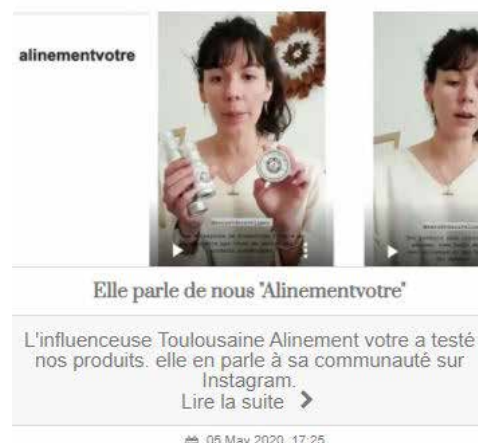 alinementvotre
Elle parle de nous "Alinementvotre"
L'influenceuse Toulousaine Alinement votre a testé
nos produits. elle en parle à sa communauté sur
Instagram.
Lire la suite
05 May 2020, 17:25